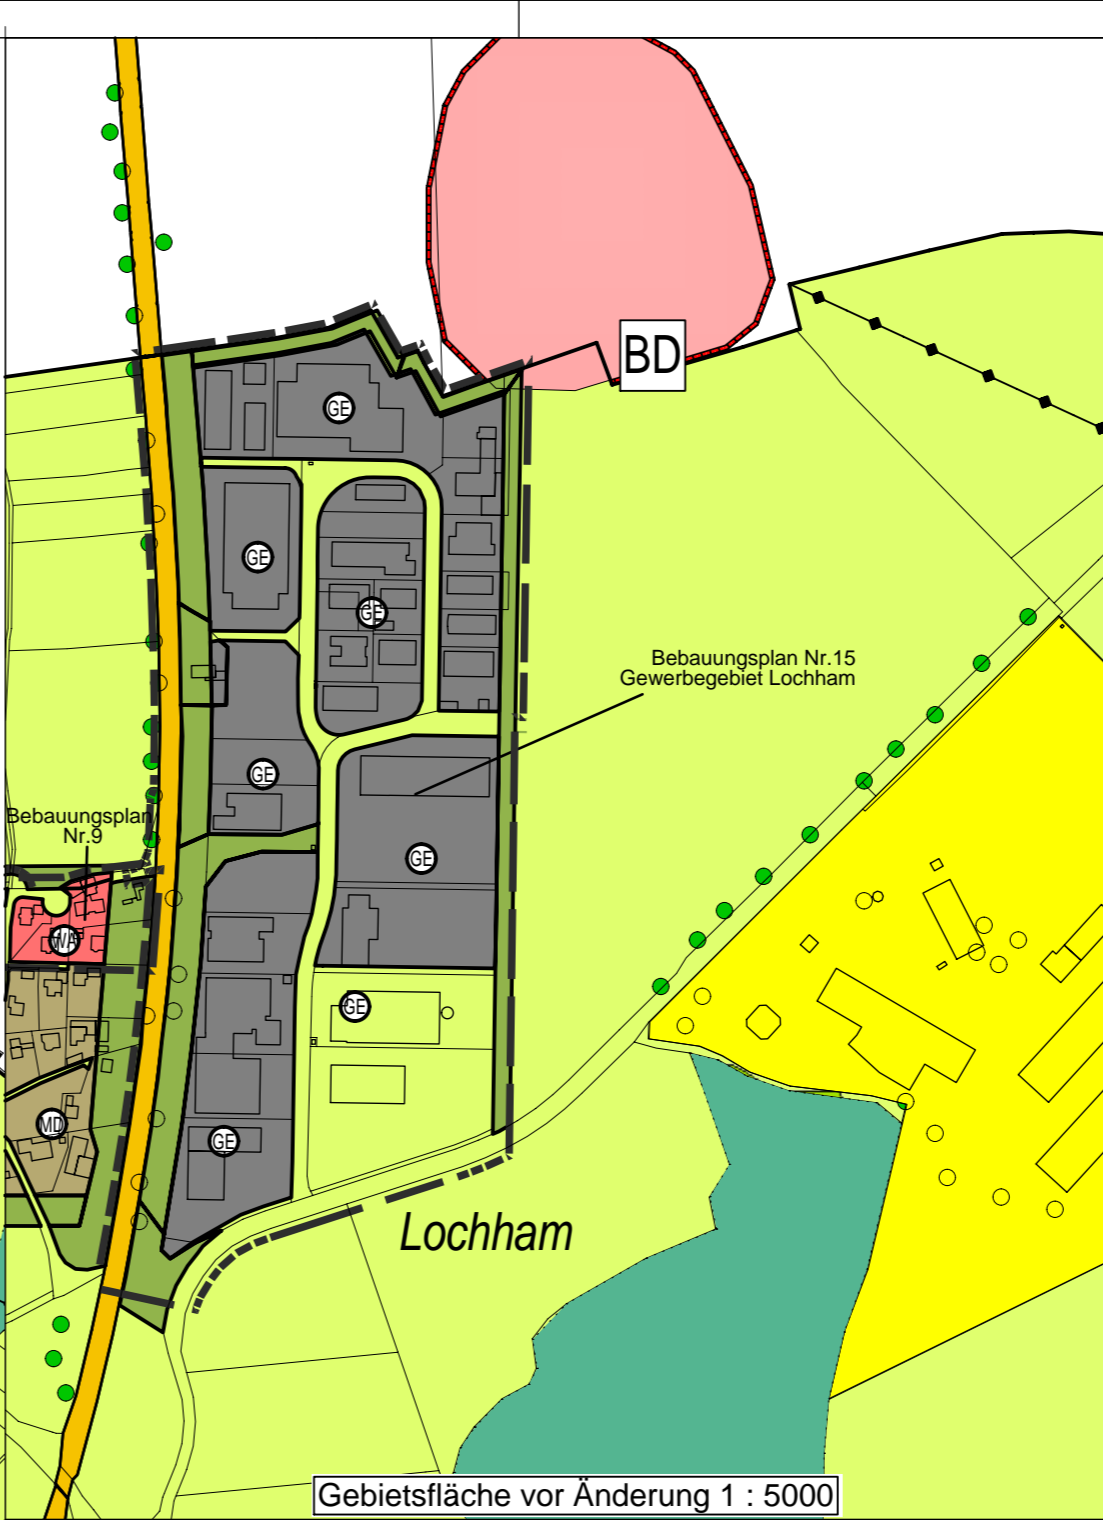 BD
GE
GE
GE
Bebauungsplan Nr.15
Gewerbegebiet Lochham
GE
Bebauungsplan
Nr.9
GE
WA
GE
MD
GE
Lochham
Gebietsfläche vor Änderung 1 : 5000